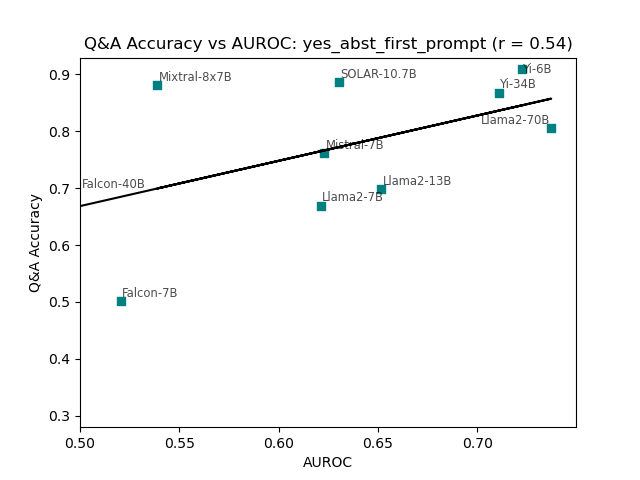 Q&A Accuracy vs AUROC: yes_abst_first_prompt (r = 0.54)
Q&A Accuracy
0.9
0.8
0.7
0.6
0.5
0.4
0.3
Mixtral-8x7B
SOLAR-10.7B
Yi-6B
Yi-34B
Llama2-70B
Mistral-7B
Falcon-40B
Llama2-13B
Llama2-7B
Falcon-7B
0.50
0.55
0.60
0.65
0.70
AUROC